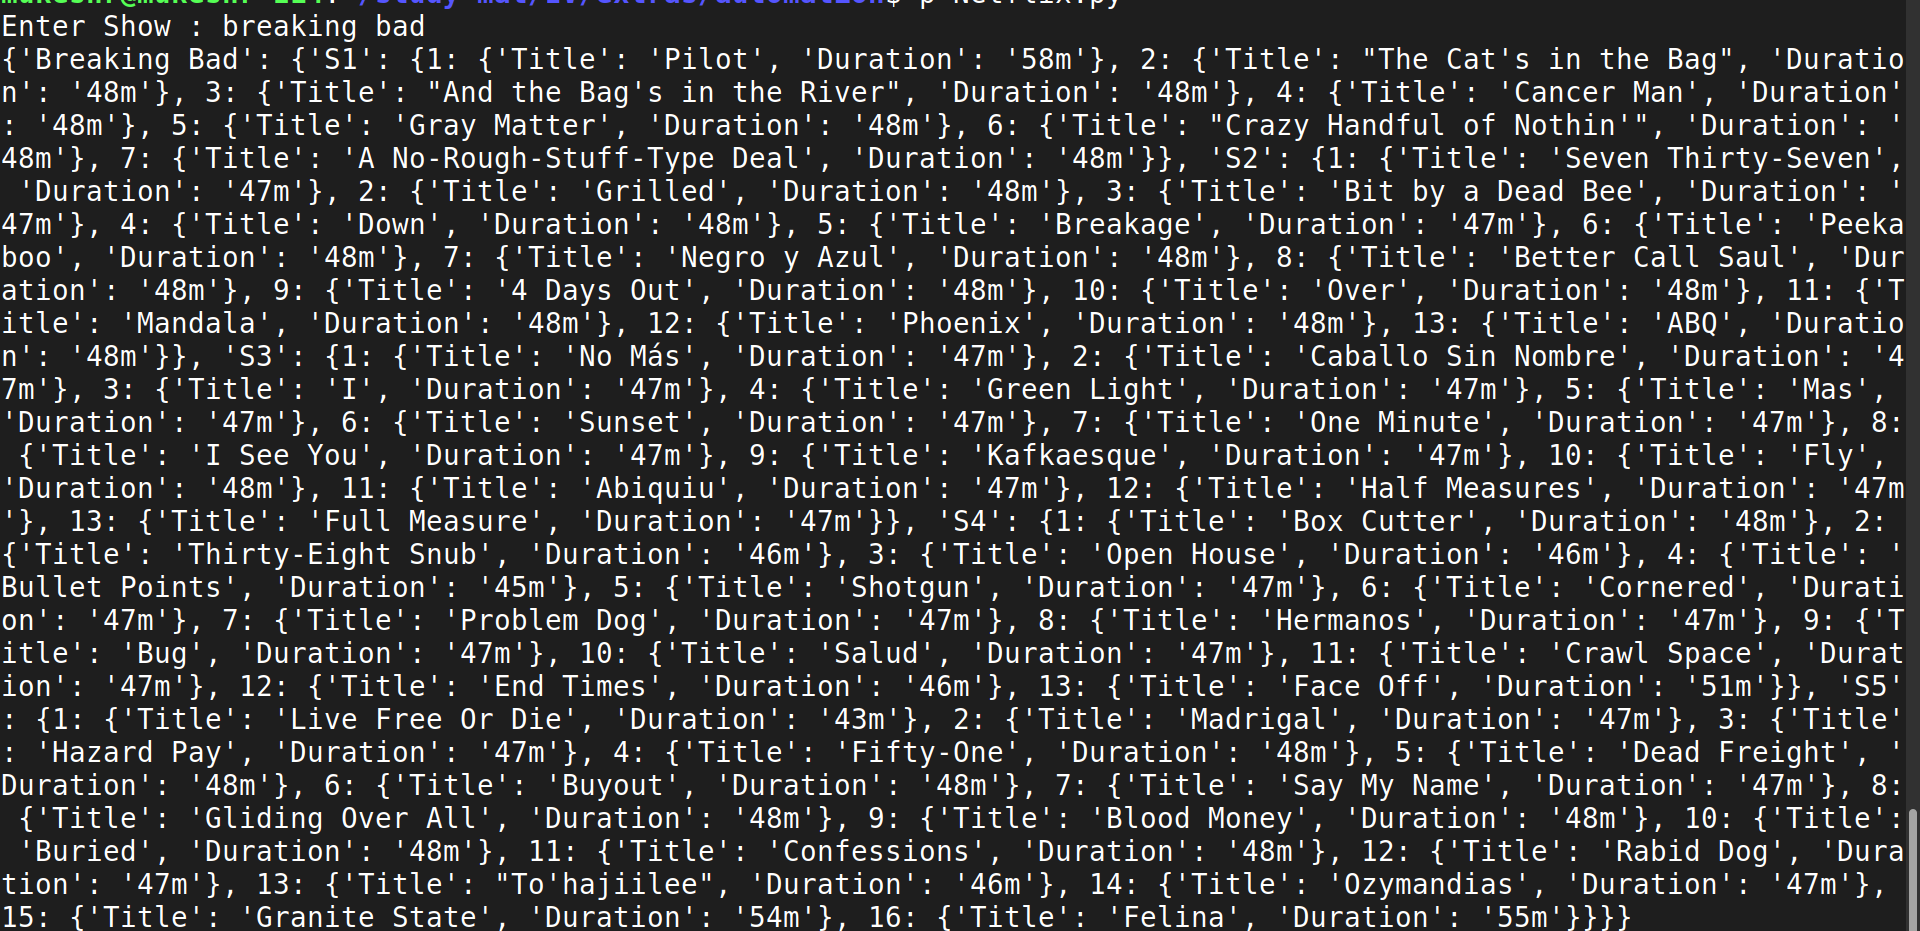 Enter Show : breaking bad
{'Breaking Bad': {'S1': {1: {'Title': 'Pilot', 'Duration': '58m'}, 2: {'Title': "The Cat's in the Bag", 'Duratio
n': '48m'}, 3: {'Title': "And the Bag's in the River", 'Duration': '48m'}, 4: {'Title': 'Cancer Man', 'Duration'
: '48m'}, 5: {'Title': 'Gray Matter', 'Duration': '48m'}, 6: {'Title': "Crazy Handful of Nothin'", 'Duration': '
48m'}, 7: {'Title': 'A No-Rough-Stuff-Type Deal', 'Duration': '48m'}}, 'S2': {1: {'Title': 'Seven Thirty-Seven',
 'Duration': '47m'}, 2: {'Title': 'Grilled', 'Duration': '48m'}, 3: {'Title': 'Bit by a Dead Bee', 'Duration': '
47m'}, 4: {'Title': 'Down', 'Duration': '48m'}, 5: {'Title': 'Breakage', 'Duration': '47m'}, 6: {'Title': 'Peeka
boo', 'Duration': '48m'}, 7: {'Title': 'Negro y Azul', 'Duration': '48m'}, 8: {'Title': 'Better Call Saul', 'Dur
ation': '48m'}, 9: {'Title': '4 Days Out', 'Duration': '48m'}, 10: {'Title': 'Over', 'Duration': '48m'}, 11: {'T
itle': 'Mandala', 'Duration': '48m'}, 12: {'Title': 'Phoenix', 'Duration': '48m'}, 13: {'Title': 'ABQ', 'Duratio
n': '48m'}}, 'S3': {1: {'Title': 'No Más', 'Duration': '47m'}, 2: {'Title': 'Caballo Sin Nombre', 'Duration': '4
7m'}, 3: {'Title': 'I', 'Duration': '47m'}, 4: {'Title': 'Green Light', 'Duration': '47m'}, 5: {'Title': 'Mas',
'Duration': '47m'}, 6: {'Title': 'Sunset', 'Duration': '47m'}, 7: {'Title': 'One Minute', 'Duration': '47m'}, 8:
 {'Title': 'I See You', 'Duration': '47m'}, 9: {'Title': 'Kafkaesque', 'Duration': '47m'}, 10: {'Title': 'Fly',
'Duration': '48m'}, 11: {'Title': 'Abiquiu', 'Duration': '47m'}, 12: {'Title': 'Half Measures', 'Duration': '47m
'}, 13: {'Title': 'Full Measure', 'Duration': '47m'}}, 'S4': {1: {'Title': 'Box Cutter', 'Duration': '48m'}, 2:
{'Title': 'Thirty-Eight Snub', 'Duration': '46m'}, 3: {'Title': 'Open House', 'Duration': '46m'}, 4: {'Title': '
Bullet Points', 'Duration': '45m'}, 5: {'Title': 'Shotgun', 'Duration': '47m'}, 6: {'Title': 'Cornered', 'Durati
on': '47m'}, 7: {'Title': 'Problem Dog', 'Duration': '47m'}, 8: {'Title': 'Hermanos', 'Duration': '47m'}, 9: {'T
itle': 'Bug', 'Duration': '47m'}, 10: {'Title': 'Salud', 'Duration': '47m'}, 11: {'Title': 'Crawl Space', 'Durat
ion': '47m'}, 12: {'Title': 'End Times', 'Duration': '46m'}, 13: {'Title': 'Face Off', 'Duration': '51m'}}, 'S5'
: {1: {'Title': 'Live Free Or Die', 'Duration': '43m'}, 2: {'Title': 'Madrigal', 'Duration': '47m'}, 3: {'Title'
: 'Hazard Pay', 'Duration': '47m'}, 4: {'Title': 'Fifty-One', 'Duration': '48m'}, 5: {'Title': 'Dead Freight', '
Duration': '48m'}, 6: {'Title': 'Buyout', 'Duration': '48m'}, 7: {'Title': 'Say My Name', 'Duration': '47m'}, 8:
 {'Title': 'Gliding Over All', 'Duration': '48m'}, 9: {'Title': 'Blood Money', 'Duration': '48m'}, 10: {'Title':
 'Buried', 'Duration': '48m'}, 11: {'Title': 'Confessions', 'Duration': '48m'}, 12: {'Title': 'Rabid Dog', 'Dura
tion': '47m'}, 13: {'Title': "To'hajiilee", 'Duration': '46m'}, 14: {'Title': 'Ozymandias', 'Duration': '47m'},
15: {'Title': 'Granite State', 'Duration': '54m'}, 16: {'Title': 'Felina', 'Duration': '55m'}}}}